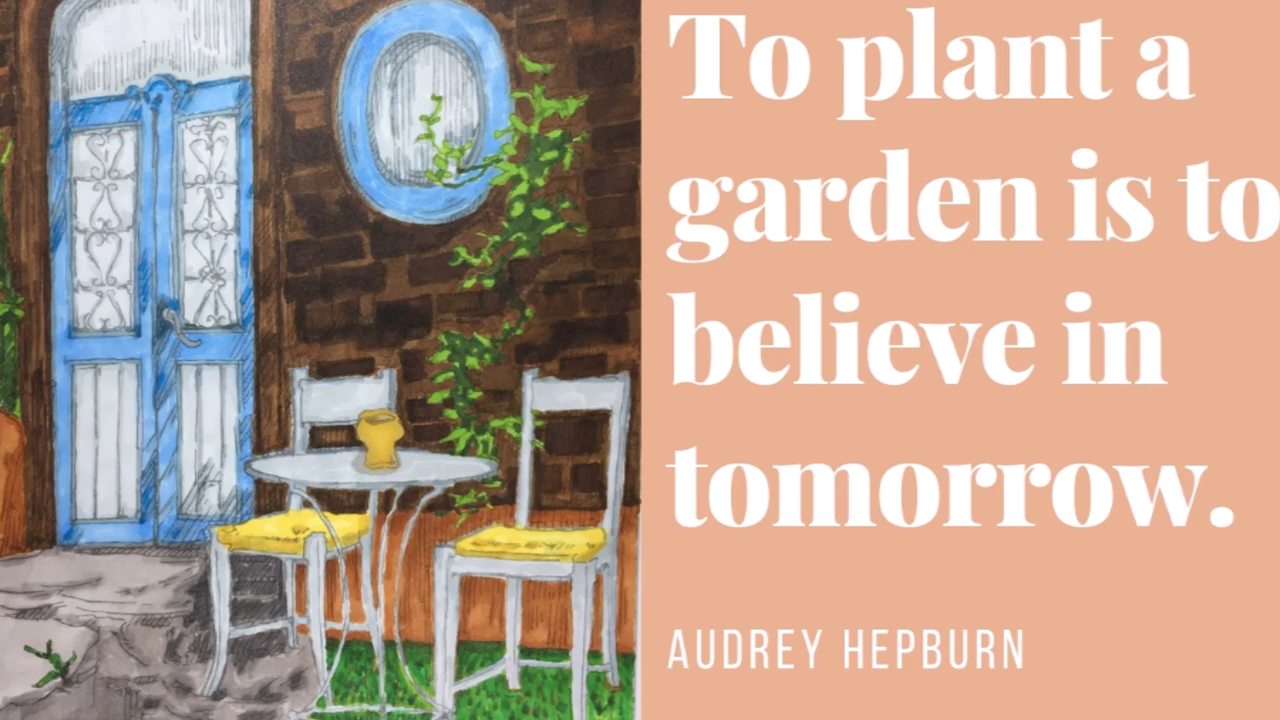 To plant a
garden is to
believe in
tomorrow.
AUDREY HEPBURN